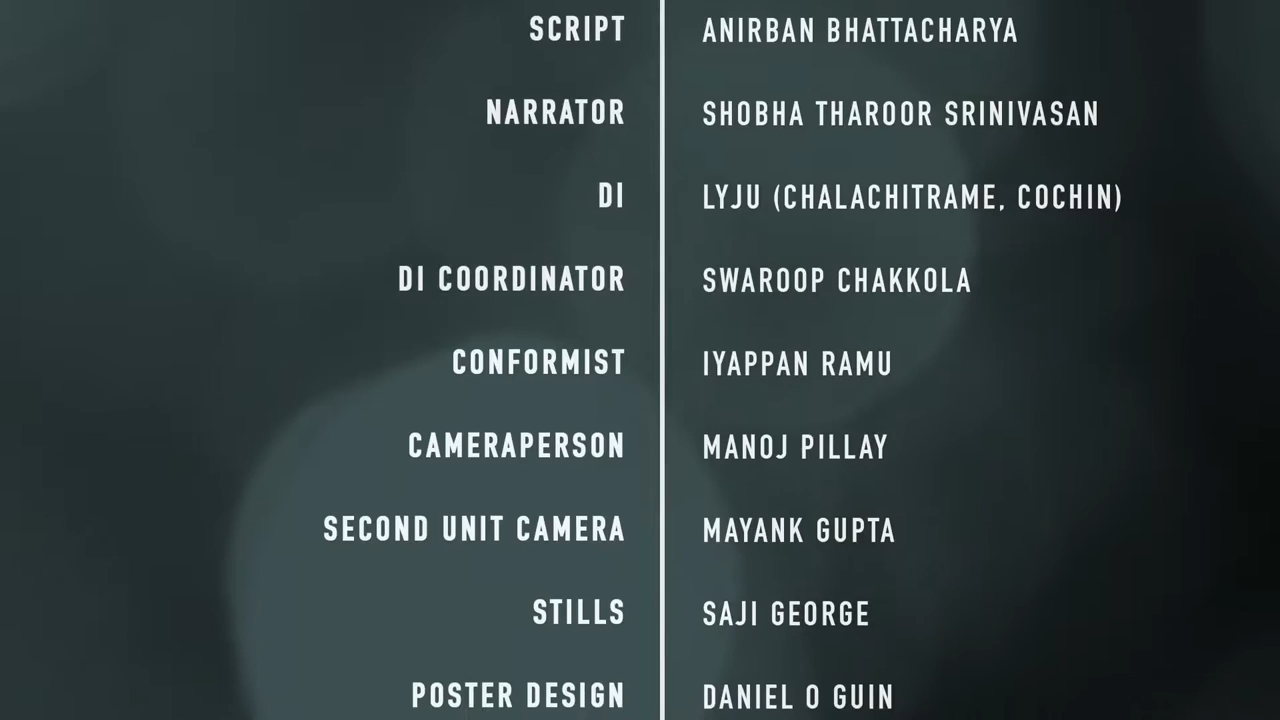 SCRIPT ANIRBAN BHATTACHARYA
NARRATOR SHOBHA THAROOR SRINIVASAN
DI LYJU (CHALACHITRAME, COCHIN)
DI COORDINATOR SWAROOP CHAKKOLA
CONFORMIST IYAPPAN RAMU
CAMERAPERSON MANOJ PILLAY
SECOND UNIT CAMERA MAYANK GUPTA
STILLS SAJI GEORGE
POSTER DESIGN DANIEL O GUIN